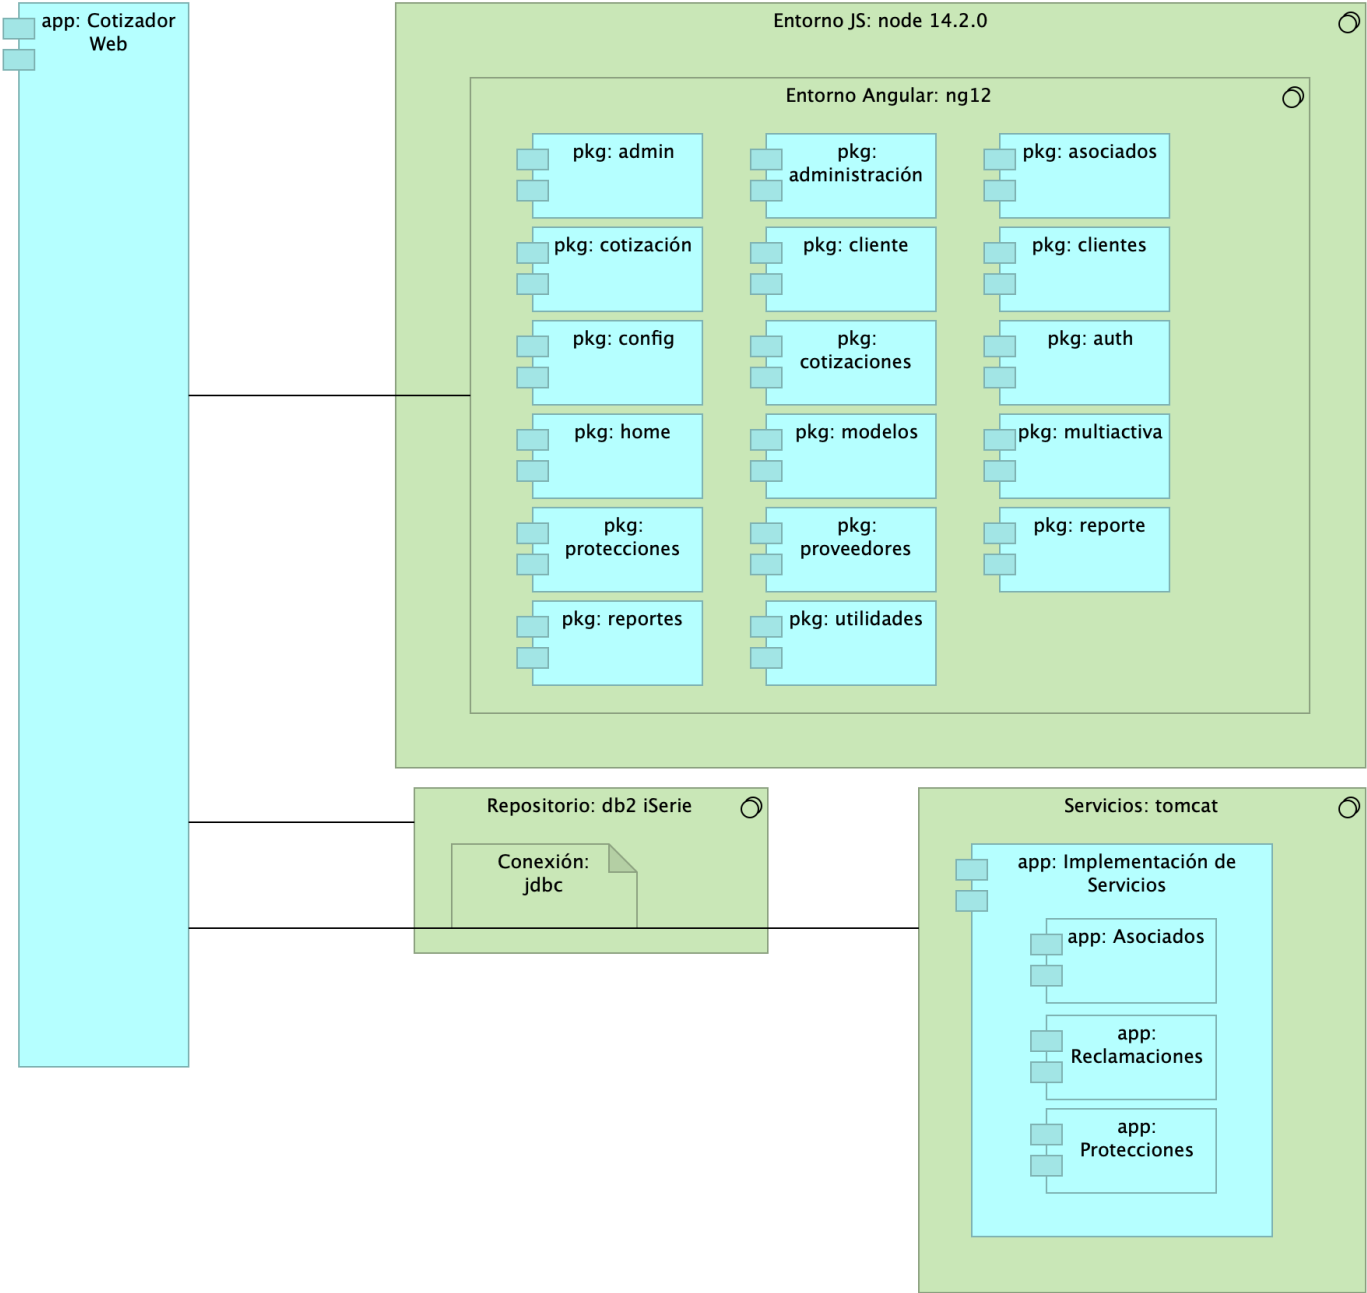 app: Cotizador
Web
Entorno JS: node 14.2.0
Entorno Angular: ng12
pkg: admin
pkg:
administración
pkg: asociados
pkg: cotización
pkg: cliente
pkg: clientes
pkg: config
pkg:
cotizaciones
pkg: auth
pkg: home
pkg: modelos
pkg: multiactiva
pkg:
protecciones
pkg:
proveedores
pkg: reporte
pkg: reportes
pkg: utilidades
Repositorio: db2 iSerie
Conexión:
jdbc
Servicios: tomcat
app: Implementación de
Servicios
app: Asociados
app:
Reclamaciones
app:
Protecciones